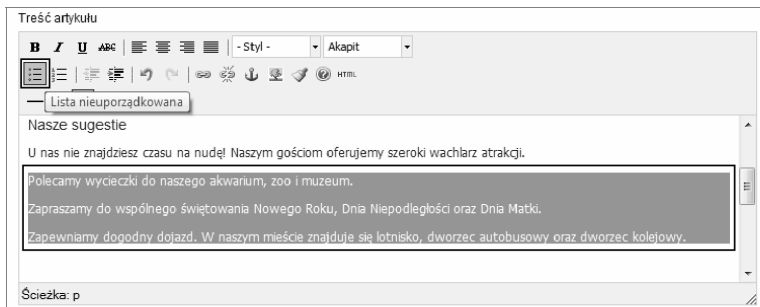 Treść artykułu
B I U ABC - Styl - Akapit
HTML
Lista nieuporządkowana
Nasze sugestie
U nas nie znajdziesz czasu na nudę! Naszym gościom oferujemy szeroki wachlarz atrakcji.
Polecamy wycieczki do naszego akwarium, zoo i muzeum.
Zapraszamy do wspólnego świętowania Nowego Roku, Dnia Niepodległości oraz Dnia Matki.
Zapewniamy dogodny dojazd. W naszym mieście znajduje się lotnisko, dworzec autobusowy oraz dworzec kolejowy.
Ścieżka: p